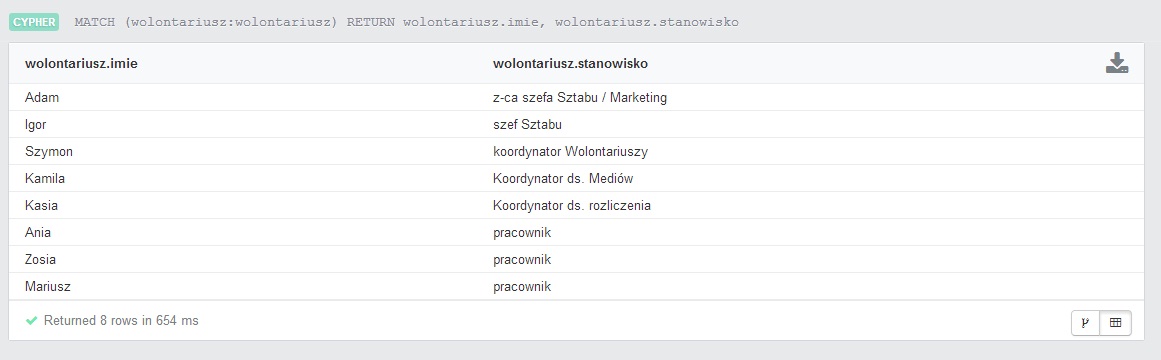 CYPHER MATCH (wolontariusz:wolontariusz) RETURN wolontariusz.imie, wolontariusz.stanowisko
wolontariusz.imie wolontariusz.stanowisko
Adam z-ca szefa Sztabu / Marketing
Igor szef Sztabu
Szymon koordynator Wolontariuszy
Kamila Koordynator ds. Mediów
Kasia Koordynator ds. rozliczenia
Ania pracownik
Zosia pracownik
Mariusz pracownik
Returned 8 rows in 654 ms